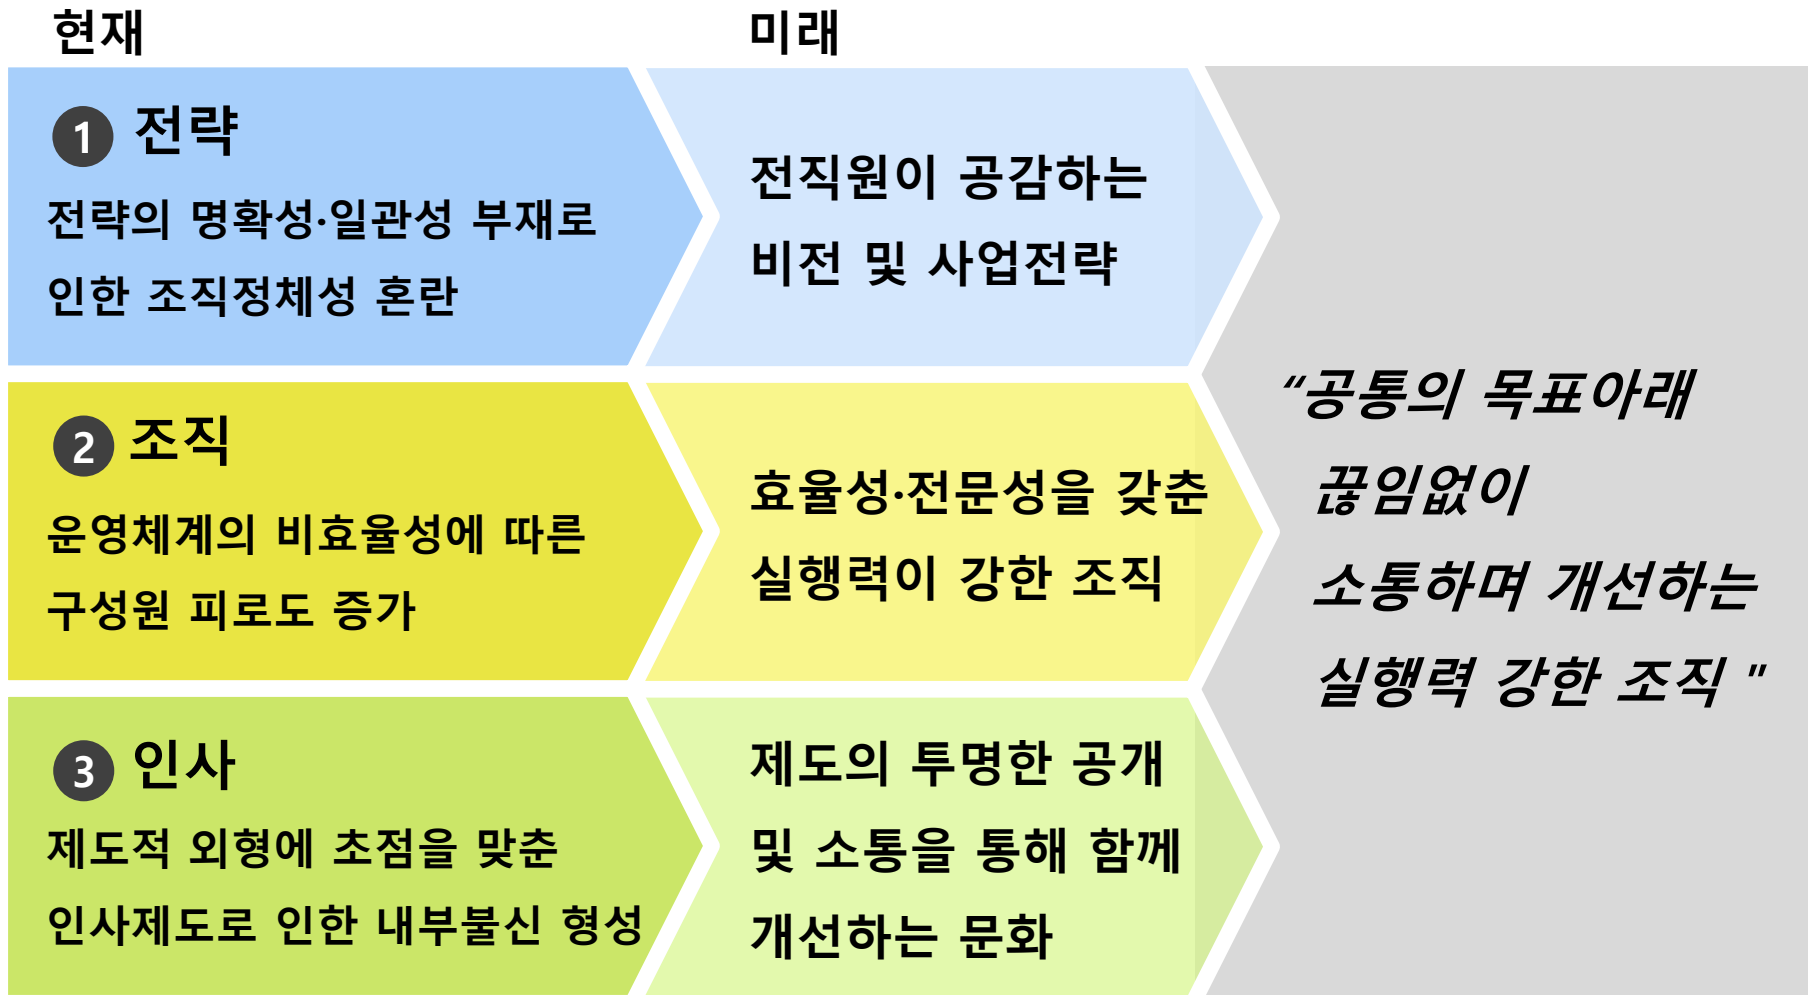 현재
미래
1 전략
전략의 명확성·일관성 부재로
인한 조직정체성 혼란
전직원이 공감하는
비전 및 사업전략
2 조직
운영체계의 비효율성에 따른
구성원 피로도 증가
효율성·전문성을 갖춘
실행력이 강한 조직
3 인사
제도적 외형에 초점을 맞춘
인사제도로 인한 내부불신 형성
제도의 투명한 공개
및 소통을 통해 함께
개선하는 문화
“공통의 목표아래
끊임없이
소통하며 개선하는
실행력 강한 조직 "